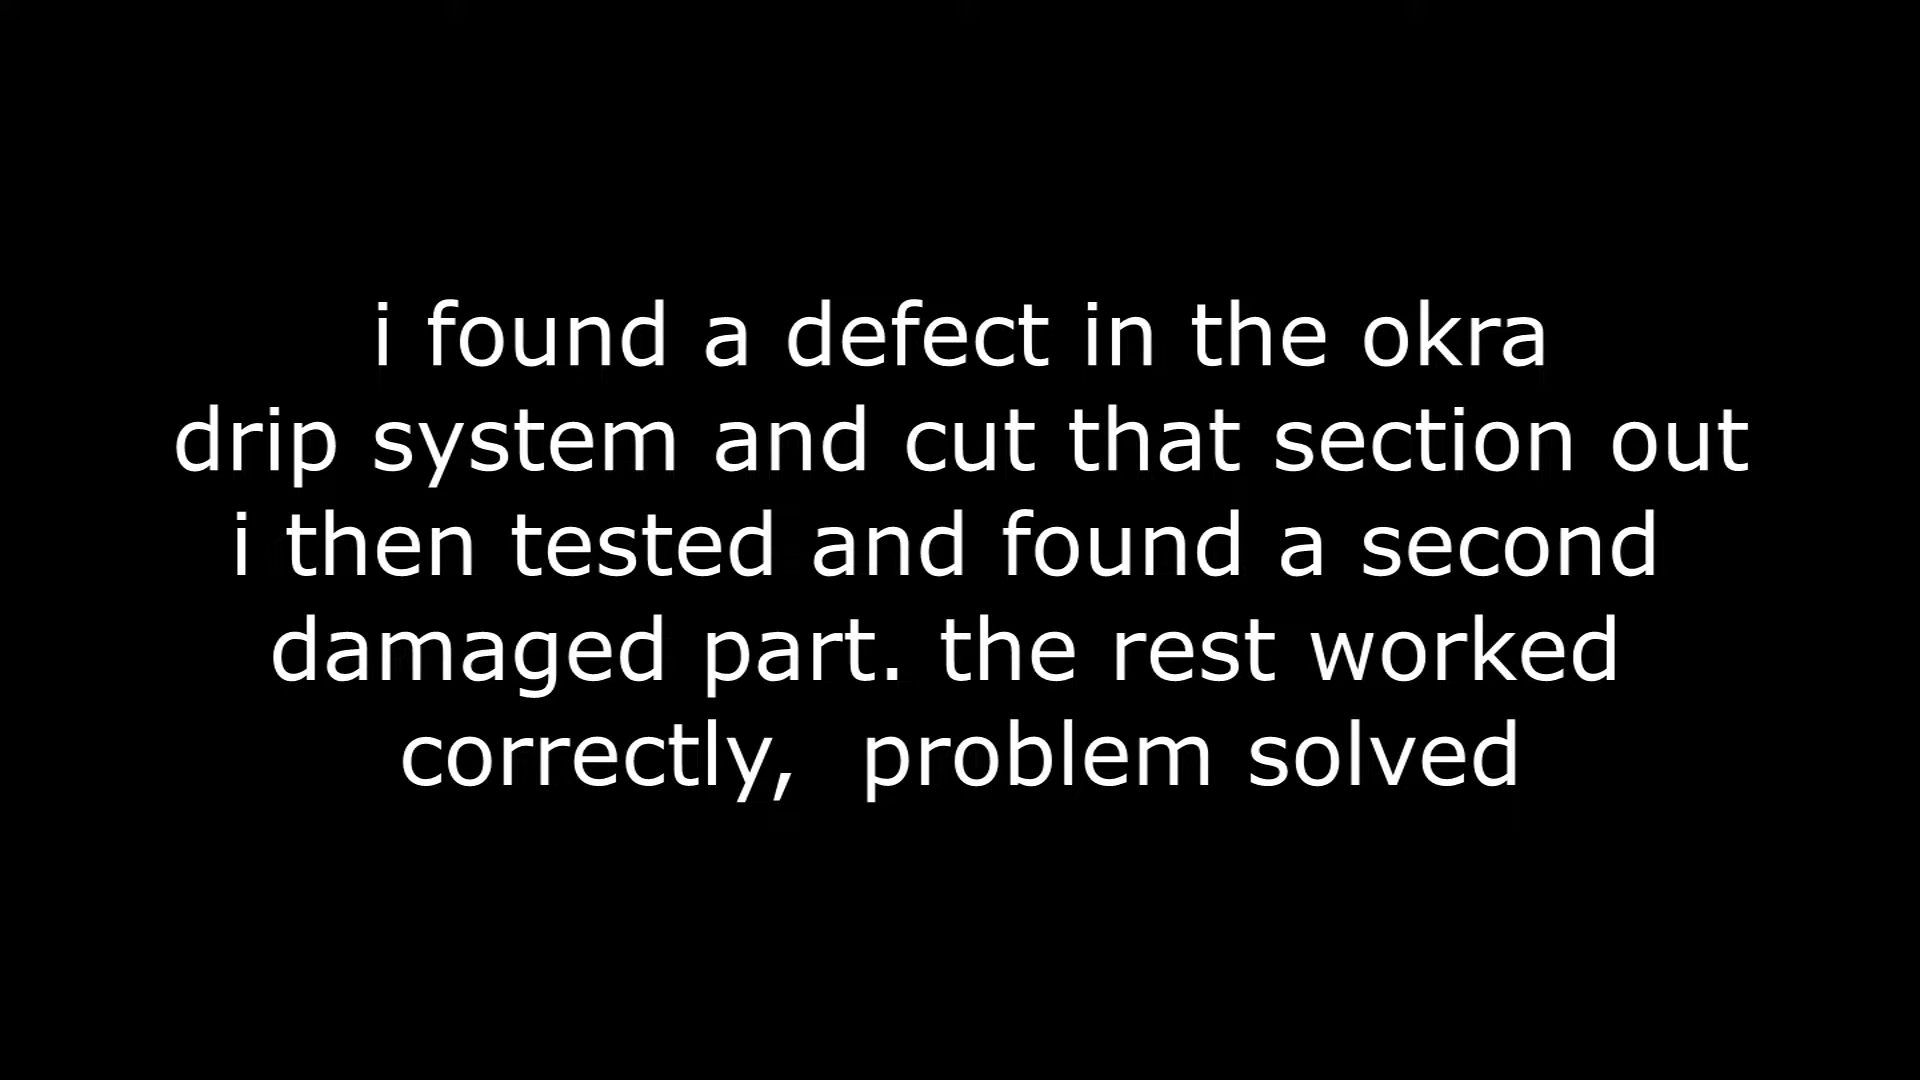 i found a defect in the okra
drip system and cut that section out
i then tested and found a second
damaged part. the rest worked
correctly,  problem solved